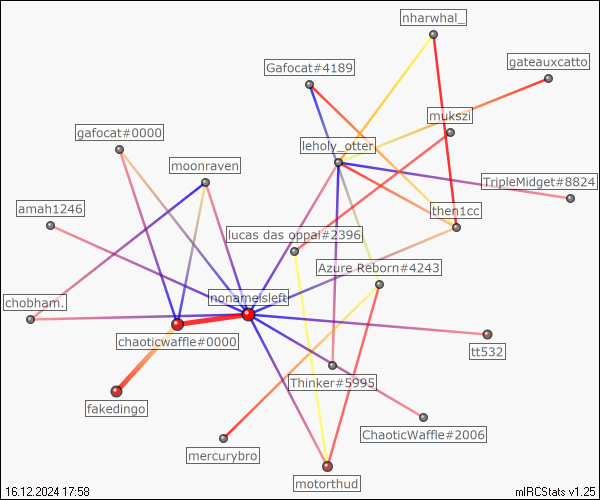 nharwhal_
gateauxcatto
Gafocat#4189
mukszi
gafocat#0000
leholy_otter
moonraven
TripleMidget#8824
amah1246
then1cc
lucas das oppai#2396
Azure Reborn#4243
nonameisleft
chobham.
chaoticwaffle#0000
tt532
Thinker#5995
fakedingo
ChaoticWaffle#2006
mercurybro
motorthud
16.12.2024 17:58
mIRCStats v1.25